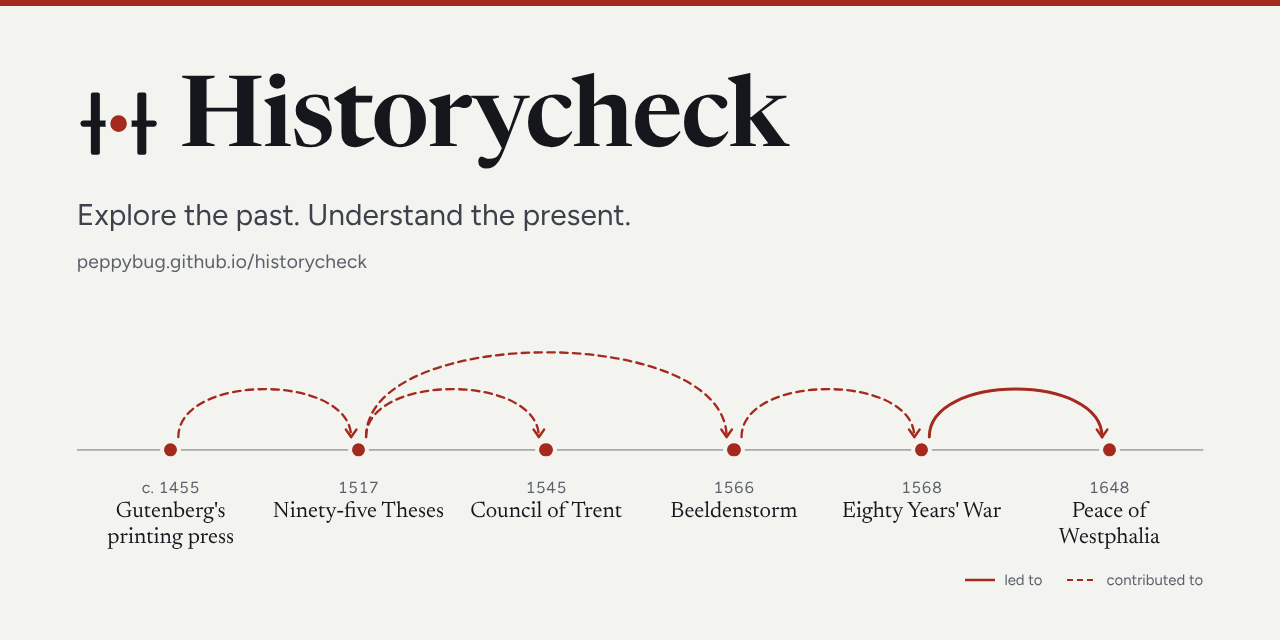 Historycheck
Explore the past. Understand the present.
peppybug.github.io/historycheck
c. 1455
Gutenberg's
printing press
1517
Ninety-five Theses
1545
Council of Trent
1566
Beeldenstorm
1568
Eighty Years' War
1648
Peace of
Westphalia
led to
contributed to